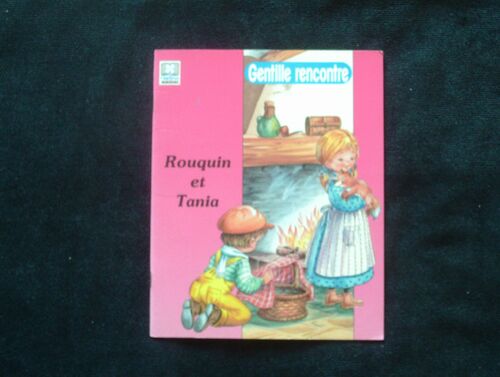 Gentille rencontre
Rouquin
et
Tania